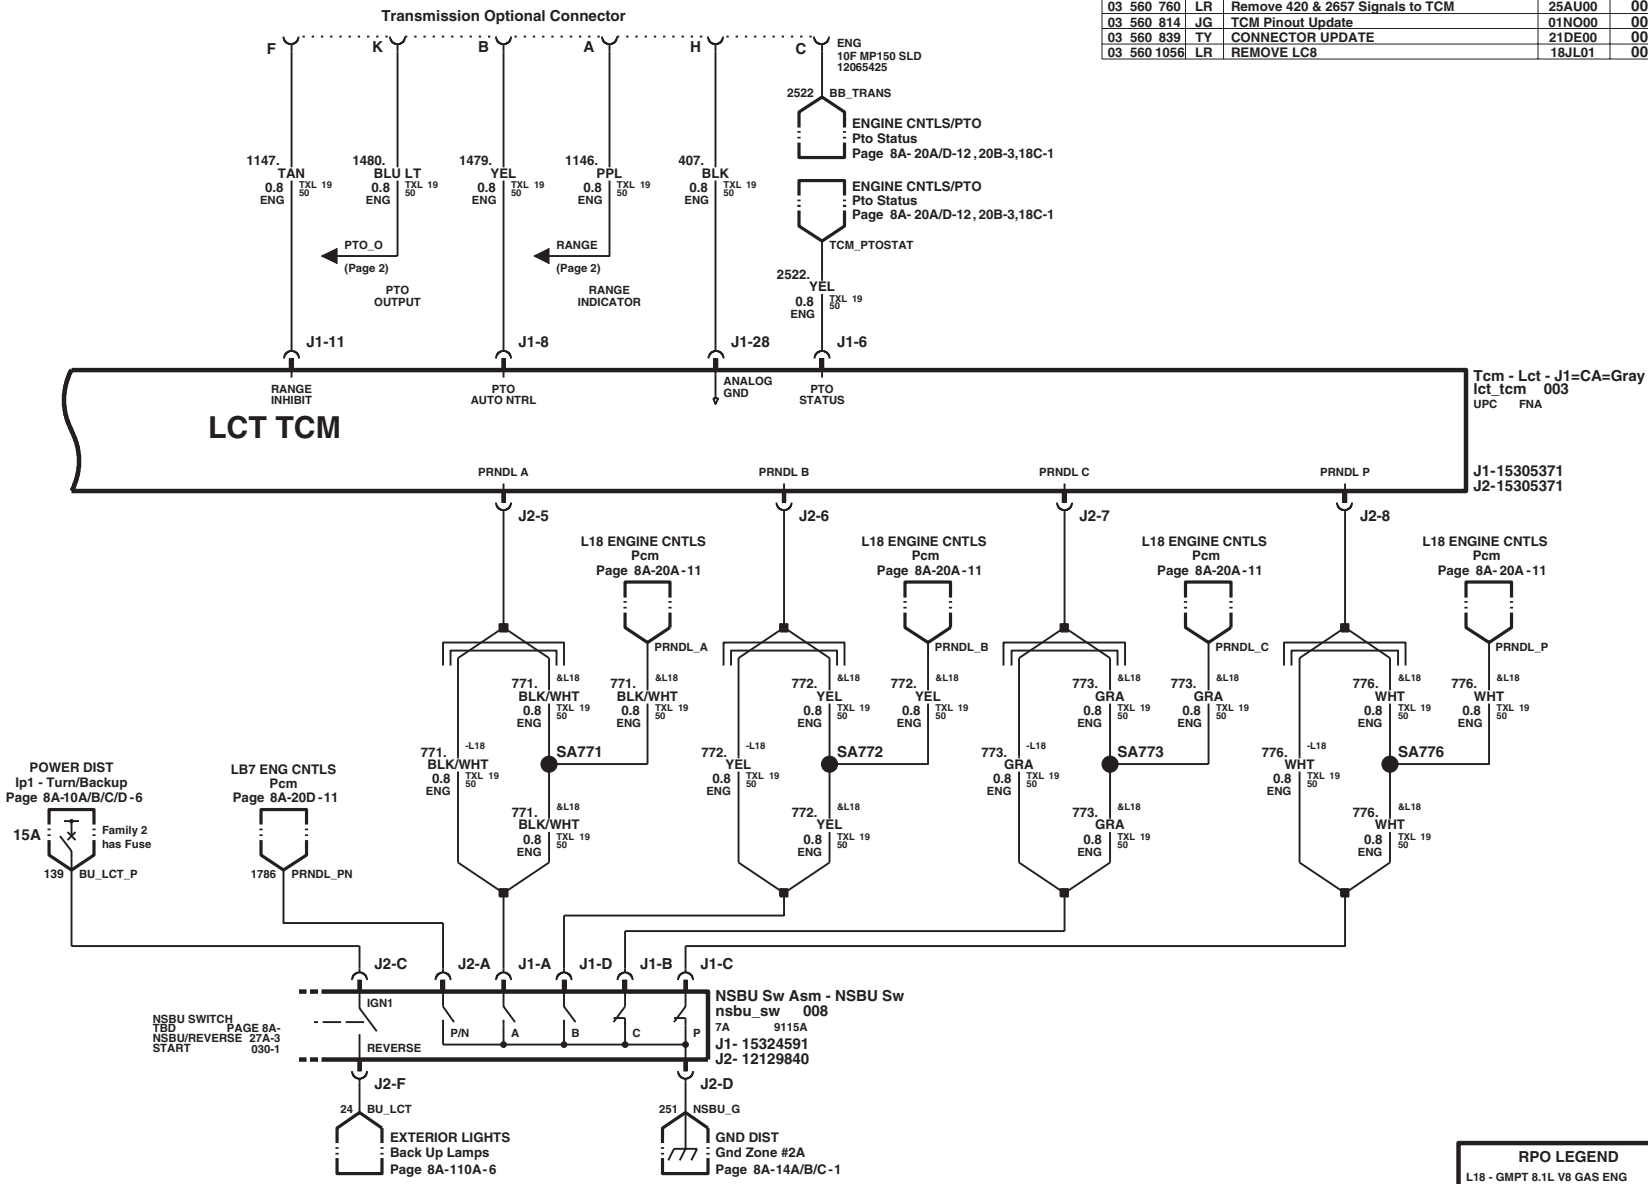 Transmission Optional Connector
03 560 760 LR Remove 420 & 2657 Signals to TCM 25AU00 00
03 560 814 JG TCM Pinout Update 01NO00 00
03 560 839 TY CONNECTOR UPDATE 21DE00 00
03 560 1056 LR REMOVE LC8 18JL01 00
F K B A H C
ENG
10F MP150 SLD
12065425
2522 BB_TRANS
ENGINE CNTLS/PTO
Pto Status
Page 8A- 20A/D-12, 20B-3,18C-1
ENGINE CNTLS/PTO
Pto Status
Page 8A- 20A/D-12, 20B-3,18C-1
TCM_PTOSTAT
1147.
TAN
0.8 TXL 19
50
ENG
1480.
BLU LT
0.8 TXL 19
50
ENG
1479.
YEL
0.8 TXL 19
50
ENG
1146.
PPL
0.8 TXL 19
50
ENG
407.
BLK
0.8 TXL 19
50
ENG
2522.
YEL
0.8 TXL 19
50
ENG
PTO_O
(Page 2)
PTO
OUTPUT
RANGE
(Page 2)
RANGE
INDICATOR
J1-11 J1-8 J1-28 J1-6
RANGE
INHIBIT
PTO
AUTO NTRL
ANALOG
GND
PTO
STATUS
LCT TCM
Tcm - Lct - J1=CA=Gray
lct_tcm 003
UPC FNA
J1-15305371
J2-15305371
PRNDL A PRNDL B PRNDL C PRNDL P
J2-5 J2-6 J2-7 J2-8
L18 ENGINE CNTLS
Pcm
Page 8A-20A-11
L18 ENGINE CNTLS
Pcm
Page 8A-20A-11
L18 ENGINE CNTLS
Pcm
Page 8A-20A-11
L18 ENGINE CNTLS
Pcm
Page 8A-20A-11
PRNDL_A PRNDL_B PRNDL_C PRNDL_P
771. &L18
BLK/WHT
0.8 TXL 19
50
ENG
771. &L18
BLK/WHT
0.8 TXL 19
50
ENG
772. &L18
YEL
0.8 TXL 19
50
ENG
772. &L18
YEL
0.8 TXL 19
50
ENG
773. &L18
GRA
0.8 TXL 19
50
ENG
773. &L18
GRA
0.8 TXL 19
50
ENG
776. &L18
WHT
0.8 TXL 19
50
ENG
776. &L18
WHT
0.8 TXL 19
50
ENG
SA771 SA772 SA773 SA776
771. -L18
BLK/WHT
0.8 TXL 19
50
ENG
772. -L18
YEL
0.8 TXL 19
50
ENG
773. -L18
GRA
0.8 TXL 19
50
ENG
776. -L18
WHT
0.8 TXL 19
50
ENG
771. &L18
BLK/WHT
0.8 TXL 19
50
ENG
772. &L18
YEL
0.8 TXL 19
50
ENG
773. &L18
GRA
0.8 TXL 19
50
ENG
776. &L18
WHT
0.8 TXL 19
50
ENG
POWER DIST
Ip1 - Turn/Backup
Page 8A-10A/B/C/D-6
15A
Family 2
has Fuse
139 BU_LCT_P
LB7 ENG CNTLS
Pcm
Page 8A-20D-11
1786 PRNDL_PN
J2-C J2-A J1-A J1-D J1-B J1-C
IGN1
REVERSE
P/N A B C P
NSBU SWITCH
TBD PAGE 8A-
NSBU/REVERSE 27A-3
START 030-1
NSBU Sw Asm - NSBU Sw
nsbu_sw 008
7A 9115A
J1- 15324591
J2- 12129840
J2-F J2-D
24 BU_LCT
EXTERIOR LIGHTS
Back Up Lamps
Page 8A-110A-6
251 NSBU_G
GND DIST
Gnd Zone #2A
Page 8A-14A/B/C-1
RPO LEGEND
L18 - GMPT 8.1L V8 GAS ENG